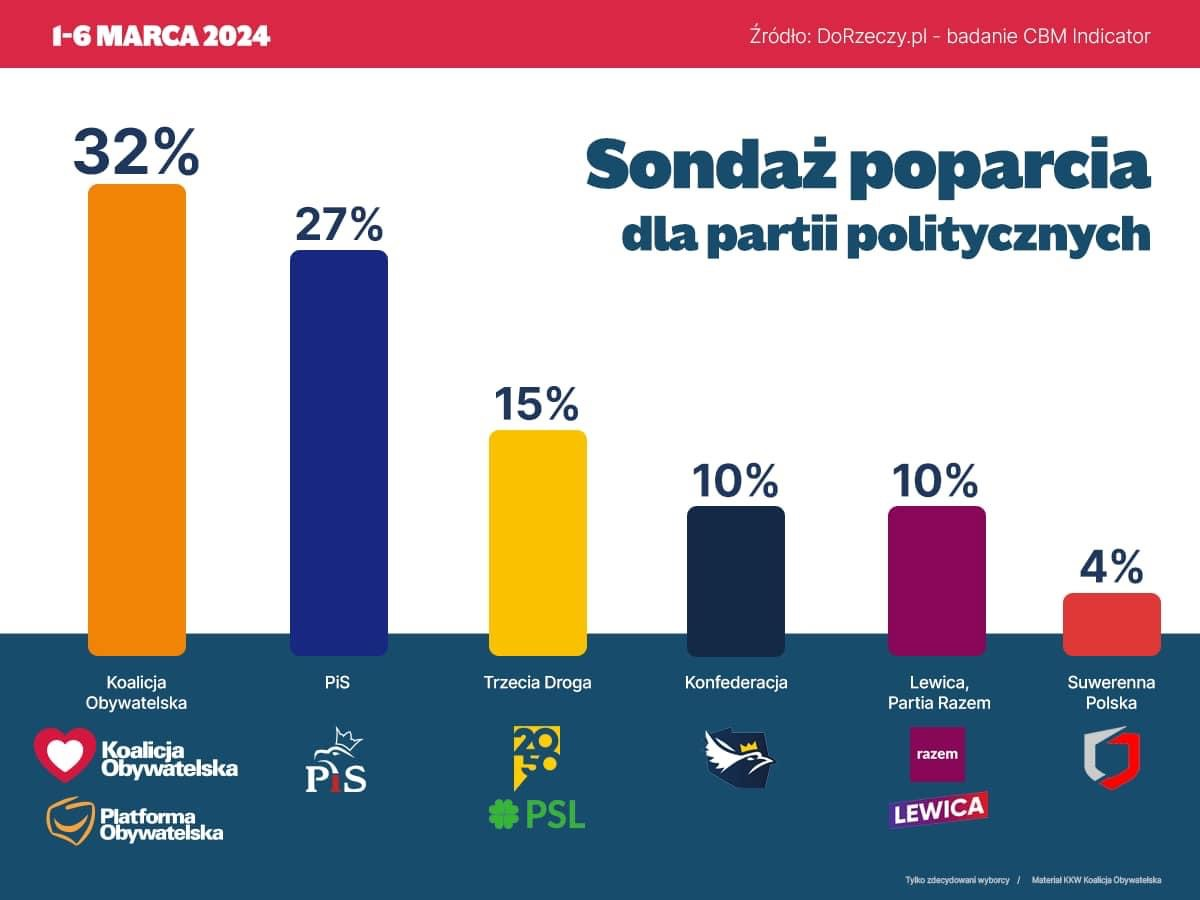 1-6 MARCA 2024
Źródło: DoRzeczy.pl - badanie CBM Indicator
Sondaż poparcia
dla partii politycznych
32%
27%
15%
10%
10%
4%
Koalicja
Obywatelska
PiS
Trzecia Droga
Konfederacja
Lewica,
Partia Razem
Suwerenna
Polska
Koalicja
Obywatelska
Platforma
Obywatelska
PiS
2050
PSL
razem
LEWICA
Tylko zdecydowani wyborcy / Materiał KKW Koalicja Obywatelska